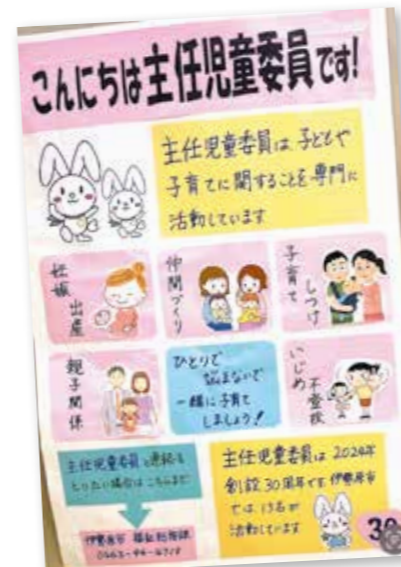 こんにちは主任児童委員です!
主任児童委員は子どもや
子育てに関することを専門に
活動しています
妊娠
出産
仲間づくり
子育て
しつけ
親子関係
ひとりで
悩まないで
一緒に子育て
しましょう!
いじめ
不登校
主任児童委員と連絡を
とりたい場合はこちらまで
伊勢原市 福祉総務課
0463-94-4718
主任児童委員は2024年
創設30周年です伊勢原市
では13名が
活動しています
30